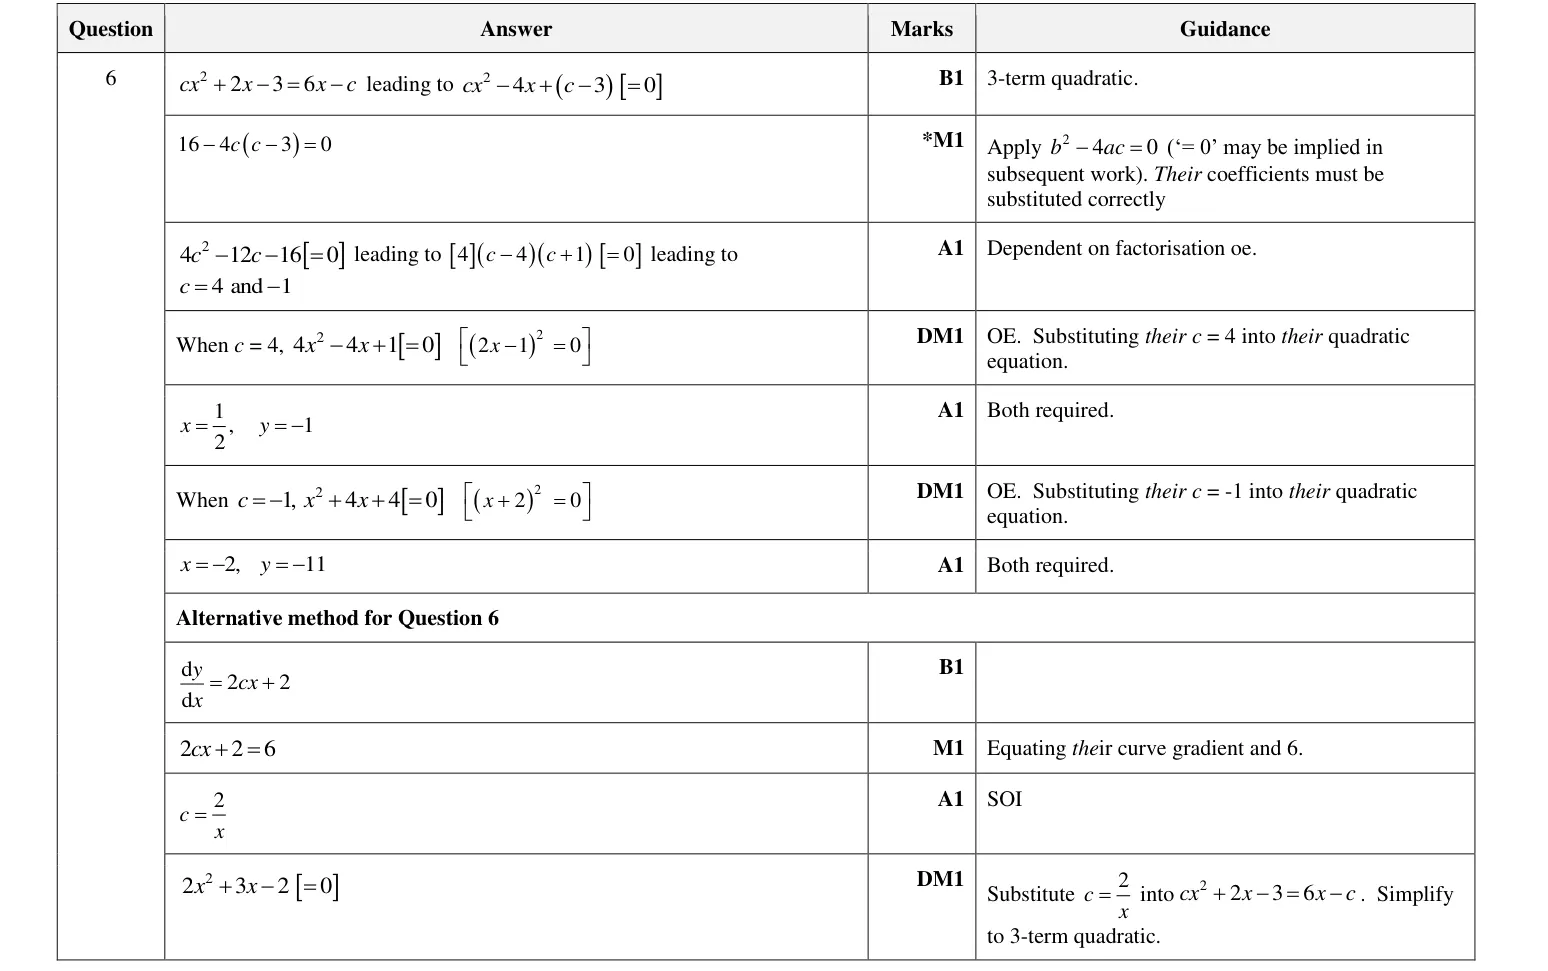 Question Answer Marks Guidance
6 cx² + 2x − 3 = 6x − c leading to cx² − 4x + (c − 3) [= 0] B1 3-term quadratic.
16 − 4c(c − 3) = 0 *M1 Apply b² − 4ac = 0 (‘= 0’ may be implied in
subsequent work). Their coefficients must be
substituted correctly
4c² − 12c − 16[= 0] leading to [4](c − 4)(c + 1) [= 0] leading to A1 Dependent on factorisation oe.
c = 4 and −1
When c = 4, 4x² − 4x + 1[= 0] [(2x − 1)² = 0] DM1 OE. Substituting their c = 4 into their quadratic
equation.
x = 1/2, y = −1 A1 Both required.
When c = −1, x² + 4x + 4[= 0] [(x + 2)² = 0] DM1 OE. Substituting their c = -1 into their quadratic
equation.
x = −2, y = −11 A1 Both required.
Alternative method for Question 6
dy/dx = 2cx + 2 B1
2cx + 2 = 6 M1 Equating their curve gradient and 6.
c = 2/x A1 SOI
2x² + 3x − 2 [= 0] DM1 Substitute c = 2/x into cx² + 2x − 3 = 6x − c . Simplify
to 3-term quadratic.